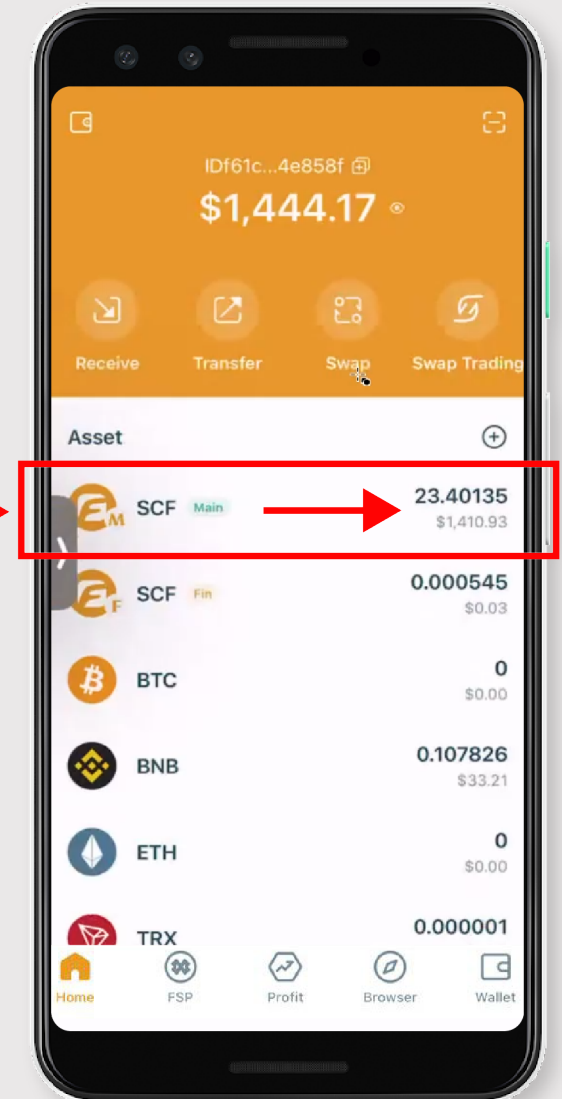 IDf61c...4e858f
$1,444.17
Receive Transfer Swap Swap Trading
Asset
SCF Main 23.40135
$1,410.93
SCF Fin 0.000545
$0.03
BTC 0
$0.00
BNB 0.107826
$33.21
ETH 0
$0.00
TRX 0.000001
Home FSP Profit Browser Wallet